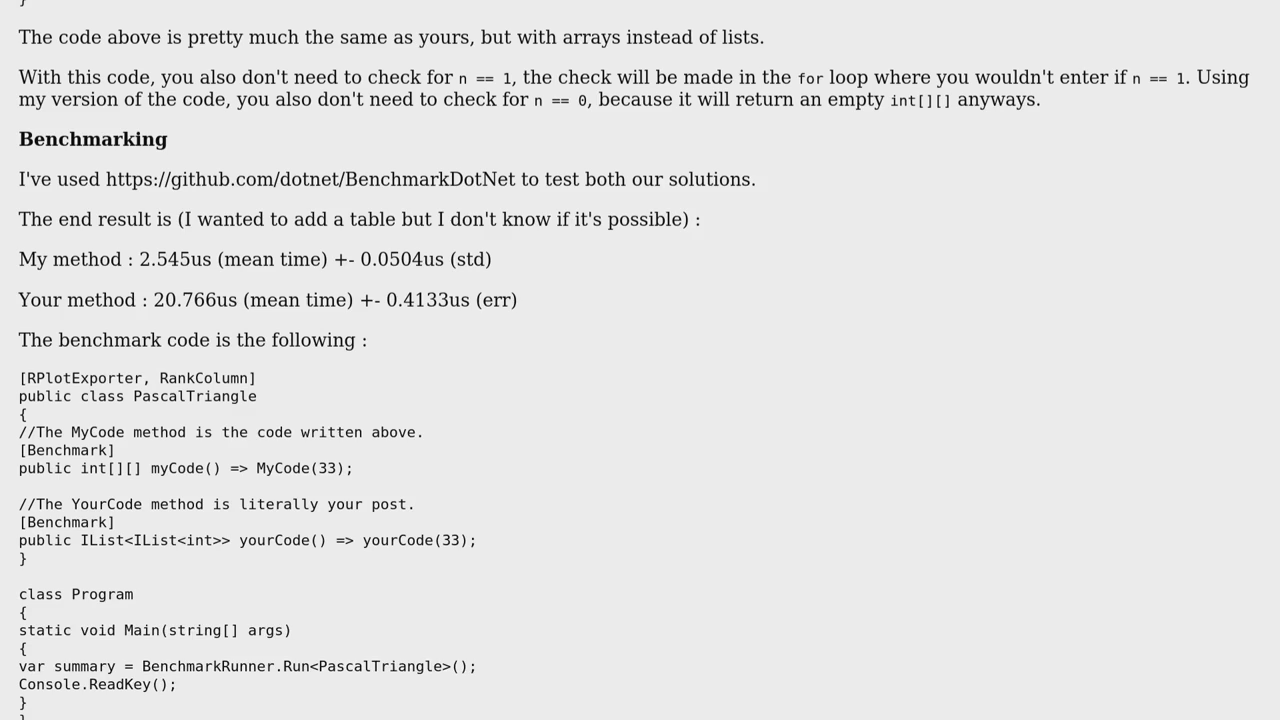 }
The code above is pretty much the same as yours, but with arrays instead of lists.
With this code, you also don't need to check for n == 1, the check will be made in the for loop where you wouldn't enter if n == 1. Using
my version of the code, you also don't need to check for n == 0, because it will return an empty int[][] anyways.
Benchmarking
I've used https://github.com/dotnet/BenchmarkDotNet to test both our solutions.
The end result is (I wanted to add a table but I don't know if it's possible) :
My method : 2.545us (mean time) +- 0.0504us (std)
Your method : 20.766us (mean time) +- 0.4133us (err)
The benchmark code is the following :
[RPlotExporter, RankColumn]
public class PascalTriangle
{
//The MyCode method is the code written above.
[Benchmark]
public int[][] myCode() => MyCode(33);
//The YourCode method is literally your post.
[Benchmark]
public IList<IList<int>> yourCode() => yourCode(33);
}
class Program
{
static void Main(string[] args)
{
var summary = BenchmarkRunner.Run<PascalTriangle>();
Console.ReadKey();
}
}